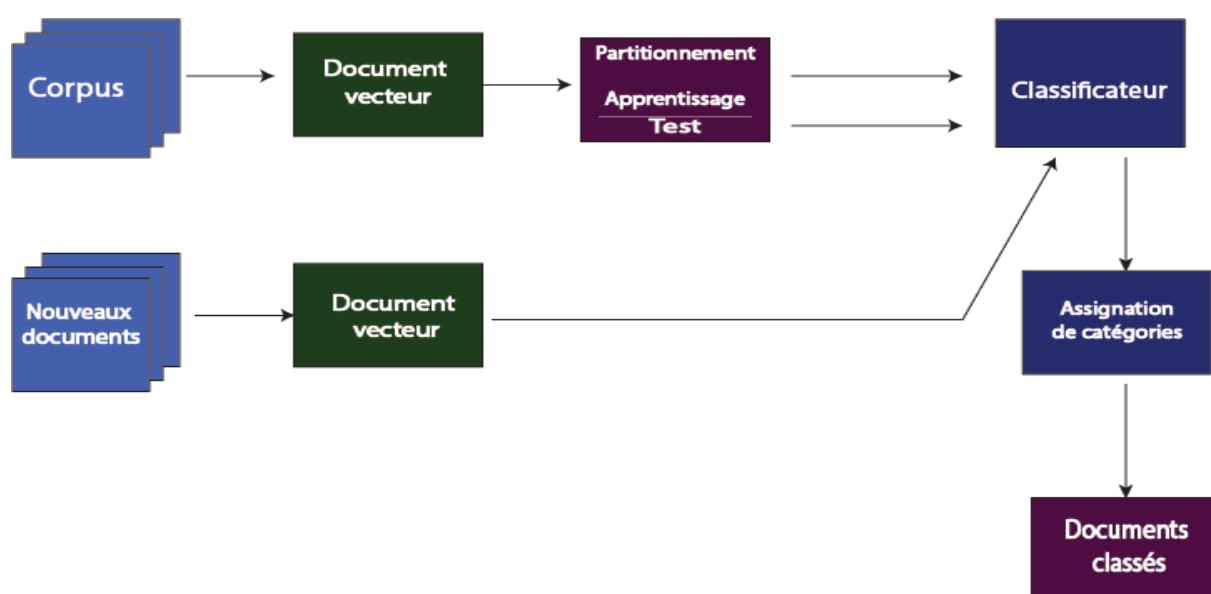 Corpus
Document
vecteur
Partitionnement
Apprentissage
Test
Classificateur
Nouveaux
documents
Document
vecteur
Assignation
de catégories
Documents
classés